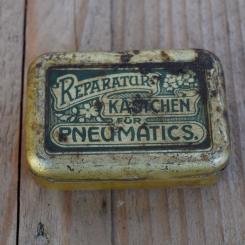 REPARATUR-
KÄSTCHEN
FÜR
PNEUMATICS.